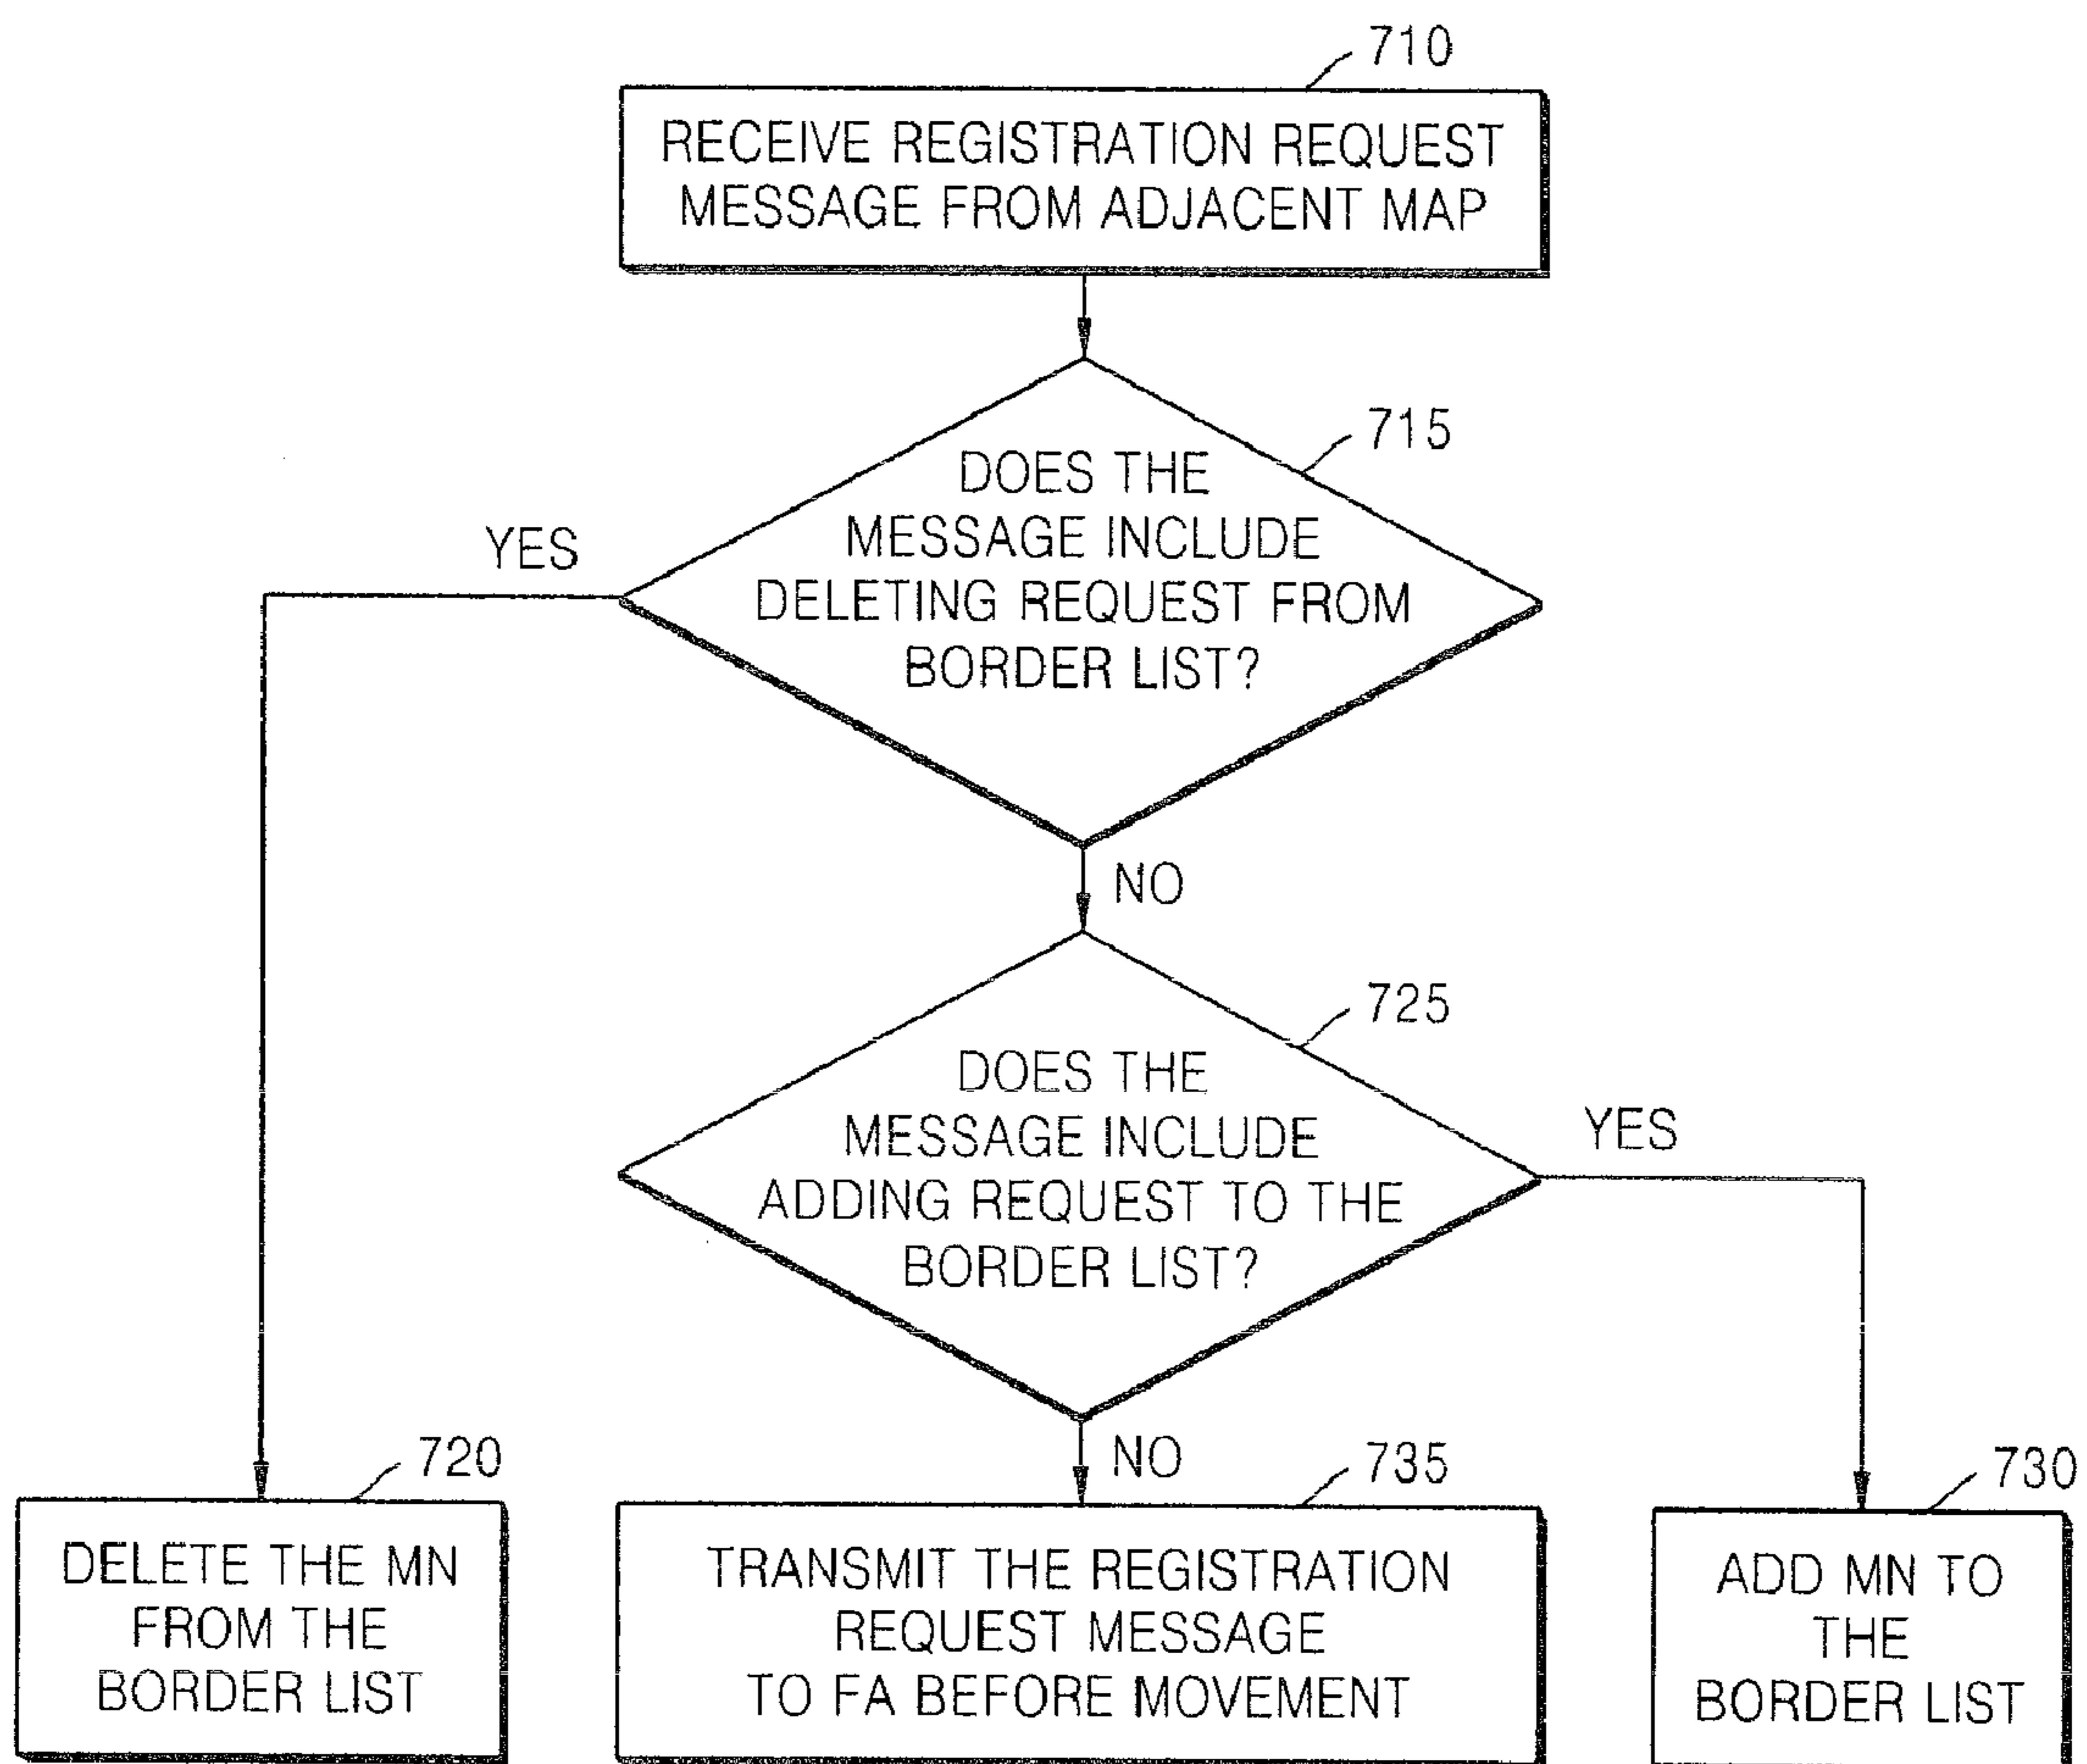 710
RECEIVE REGISTRATION REQUEST
MESSAGE FROM ADJACENT MAP
715
DOES THE
MESSAGE INCLUDE
DELETING REQUEST FROM
BORDER LIST?
YES
NO
725
DOES THE
MESSAGE INCLUDE
ADDING REQUEST TO THE
BORDER LIST?
YES
NO
720
DELETE THE MN
FROM THE
BORDER LIST
735
TRANSMIT THE REGISTRATION
REQUEST MESSAGE
TO FA BEFORE MOVEMENT
730
ADD MN TO
THE
BORDER LIST